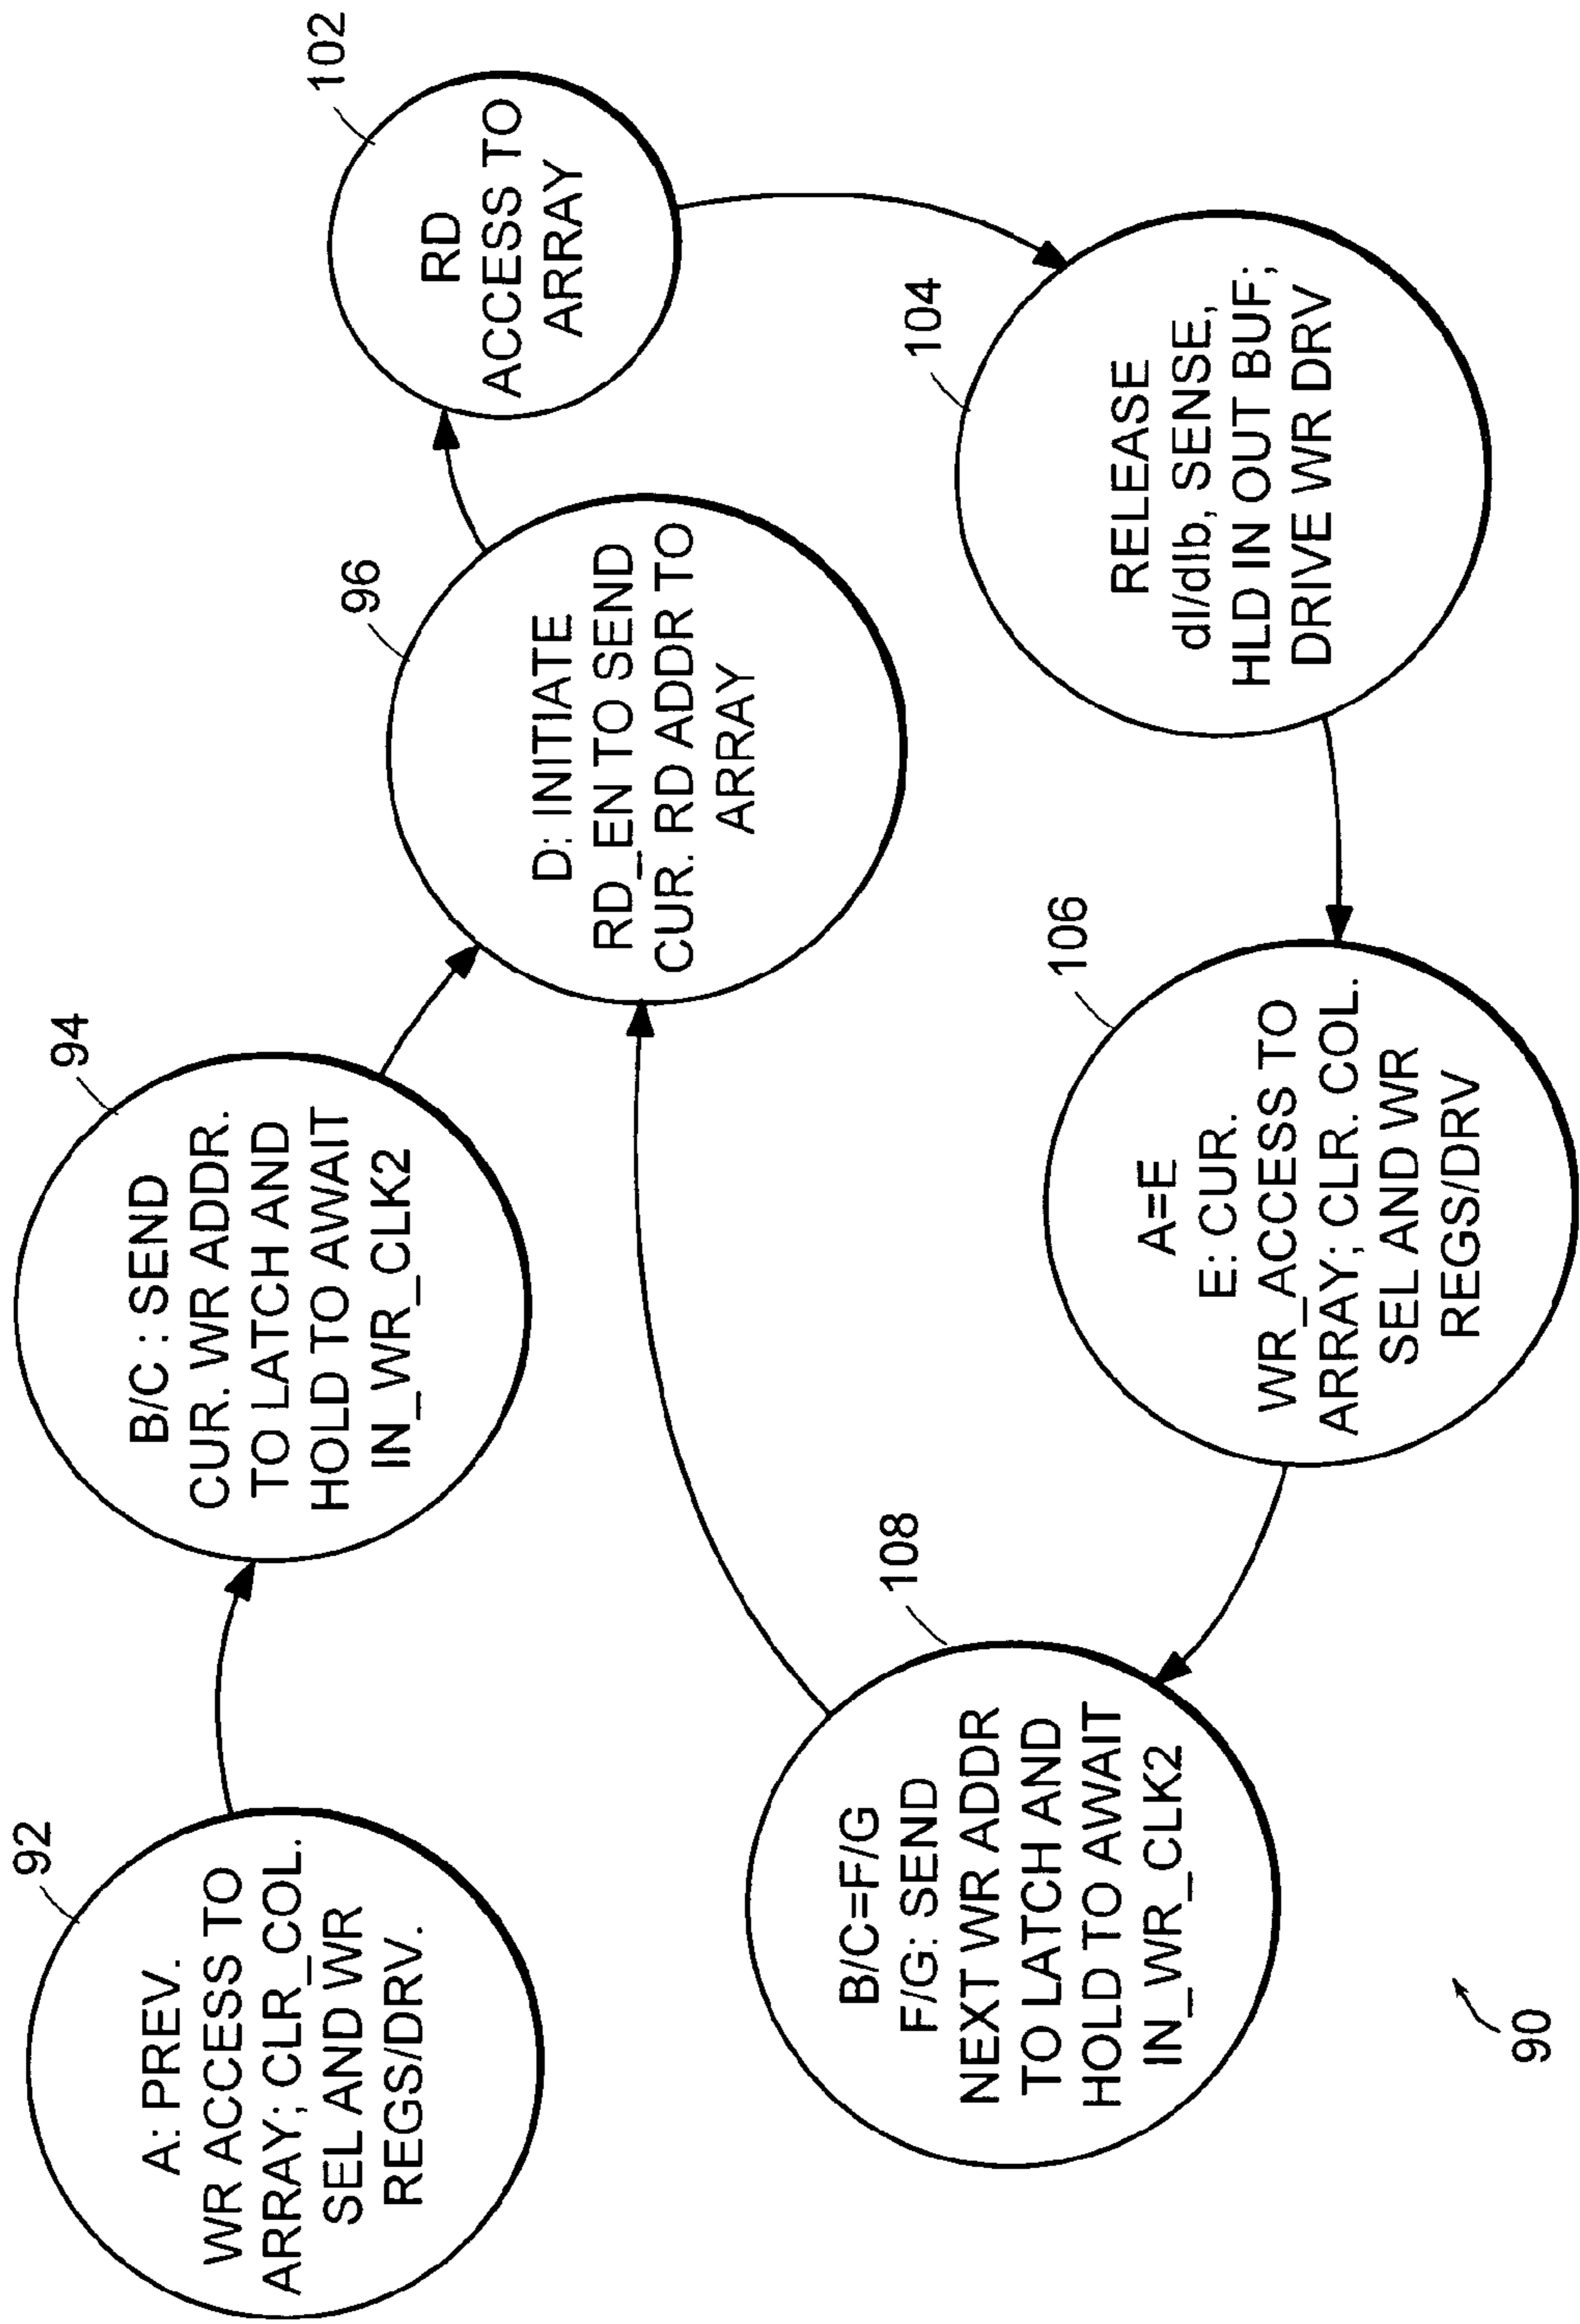 92
A: PREV.
WR ACCESS TO
ARRAY; CLR_COL.
SEL AND WR
REGS/DRV.
94
B/C : SEND
CUR. WR ADDR.
TO LATCH AND
HOLD TO AWAIT
IN_WR_CLK2
96
D: INITIATE
RD_EN TO SEND
CUR. RD ADDR TO
ARRAY
102
RD
ACCESS TO
ARRAY
104
RELEASE
dl/dlb, SENSE,
HLD IN OUT BUF;
DRIVE WR DRV
106
A=E
E: CUR.
WR_ACCESS TO
ARRAY; CLR. COL.
SEL AND WR
REGS/DRV
108
B/C=F/G
F/G: SEND
NEXT WR ADDR
TO LATCH AND
HOLD TO AWAIT
IN_WR_CLK2
90